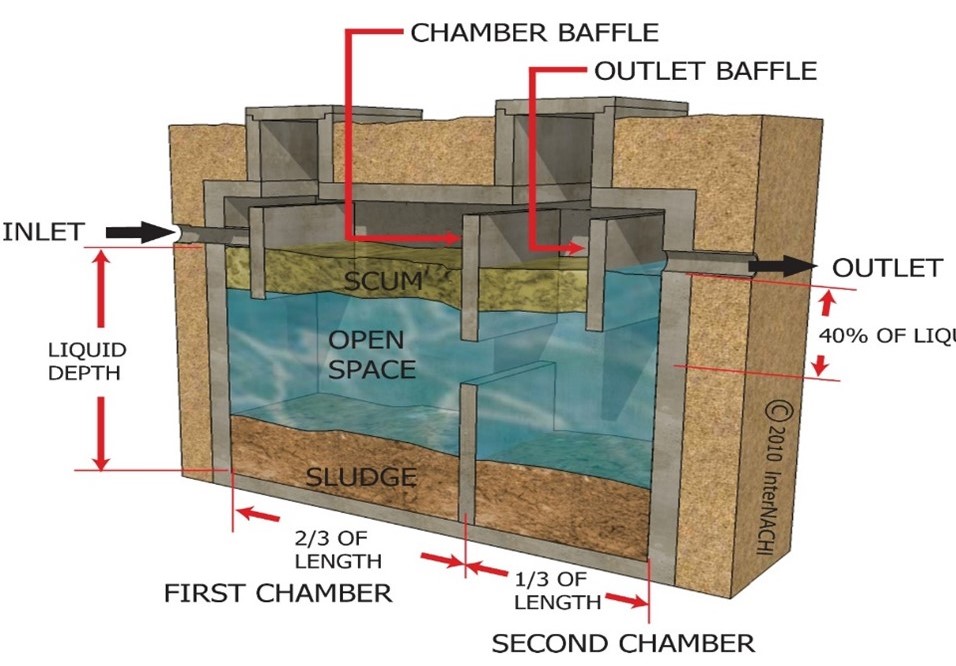 CHAMBER BAFFLE
OUTLET BAFFLE
INLET
SCUM
OUTLET
OPEN
SPACE
LIQUID
DEPTH
40% OF
SLUDGE
© 2010 InterNACHI
2/3 OF
LENGTH
FIRST CHAMBER
1/3 OF
LENGTH
SECOND CHAMBER